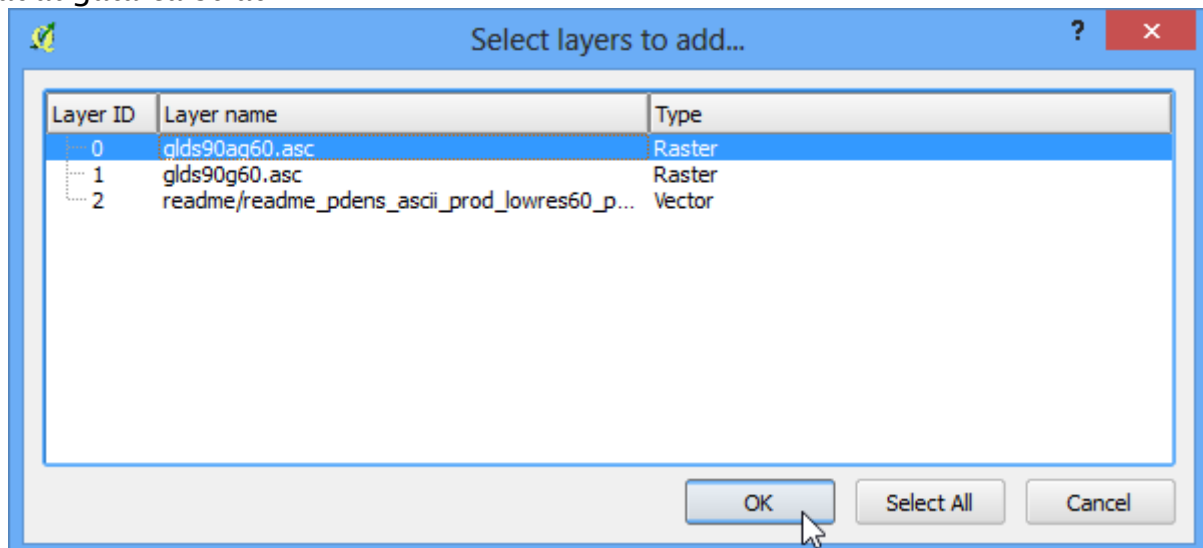 Select layers to add...
?
Layer ID Layer name Type
0 glds90ag60.asc Raster
1 glds90g60.asc Raster
2 readme/readme_pdens_ascii_prod_lowres60_p... Vector
OK Select All Cancel